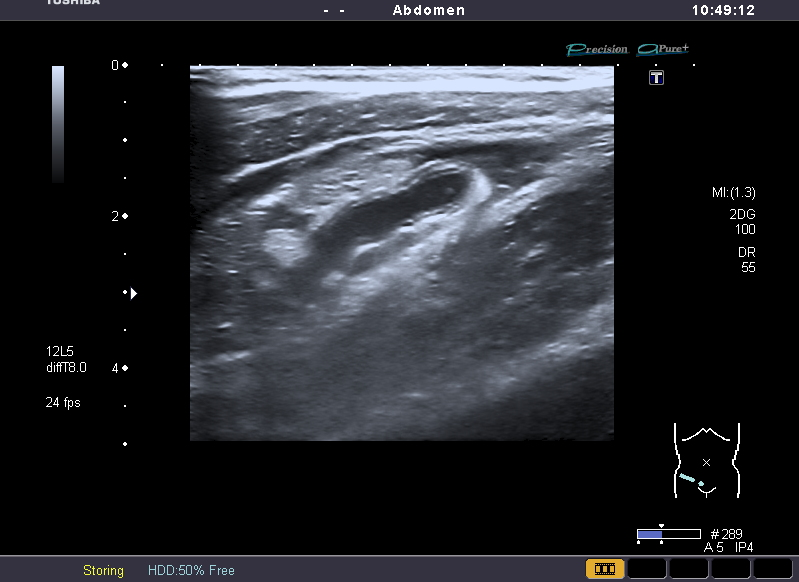 TOSHIBA
- - Abdomen 10:49:12
Precision APure+
0
T
MI:(1.3)
2DG
100
DR
55
2
12L5
diffT8.0
4
24 fps
#289
A 5 IP4
Storing HDD:50% Free